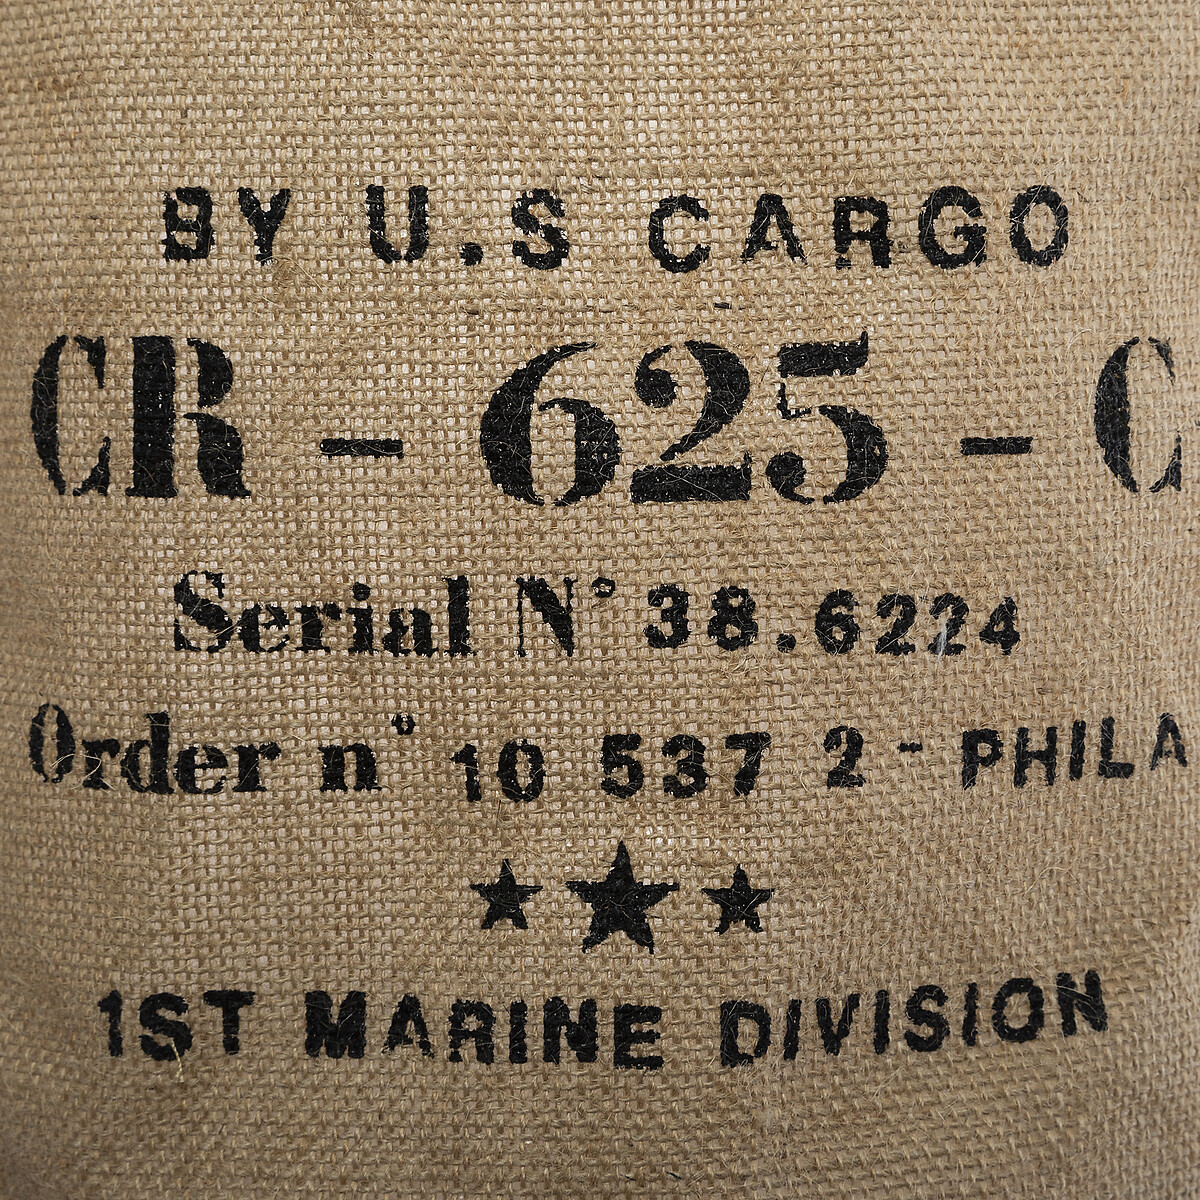 BY U.S CARGO
CR - 625 - C
Serial N° 38.6224
Order n° 10 537 2 - PHILA
1ST MARINE DIVISION